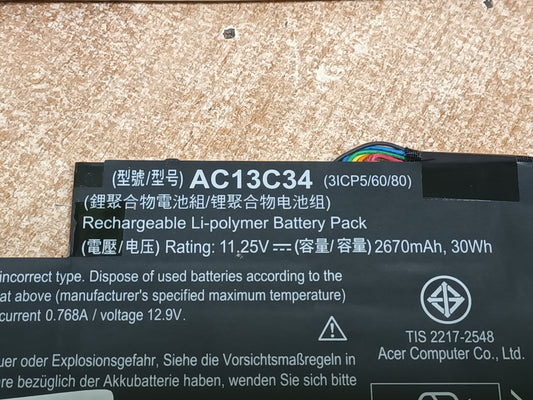 (型號/型号) AC13C34 (3ICP5/60/80)
(鋰聚合物電池組/锂聚合物电池组)
Rechargeable Li-polymer Battery Pack
(電壓/电压) Rating: 11.25V⎓(容量/容量) 2670mAh, 30Wh
incorrect type. Dispose of used batteries according to the
at above (manufacturer's specified maximum temperature)
current 0.768A / voltage 12.9V.
TIS 2217-2548
Acer Computer Co., Ltd.
uer oder Explosionsgefahr, Siehe die Vorsichtsmaßregeln in
re bezüglich der Akkubatterie haben, wenden Sie sich bitte